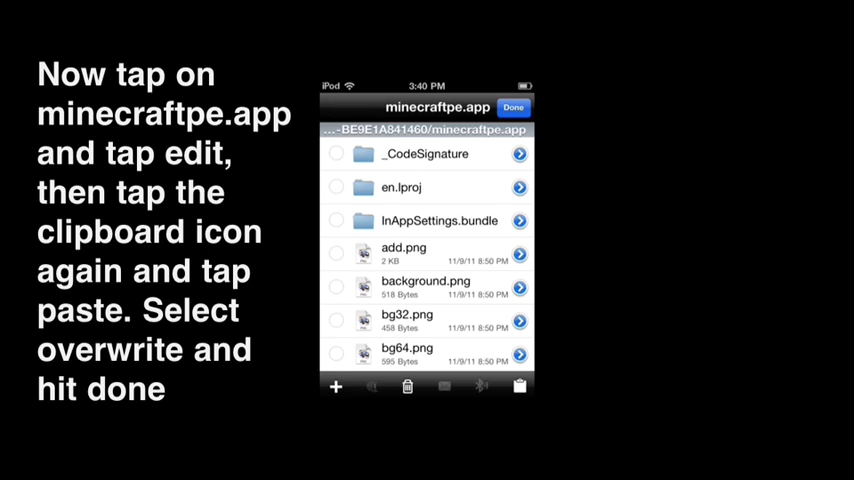 Now tap on
minecraftpe.app
and tap edit,
then tap the
clipboard icon
again and tap
paste. Select
overwrite and
hit done
iPod 3:40 PM
minecraftpe.app Done
...-BE9E1A841460/minecraftpe.app
_CodeSignature
en.lproj
InAppSettings.bundle
add.png
2 KB 11/9/11 8:50 PM
background.png
518 Bytes 11/9/11 8:50 PM
bg32.png
458 Bytes 11/9/11 8:50 PM
bg64.png
595 Bytes 11/9/11 8:50 PM